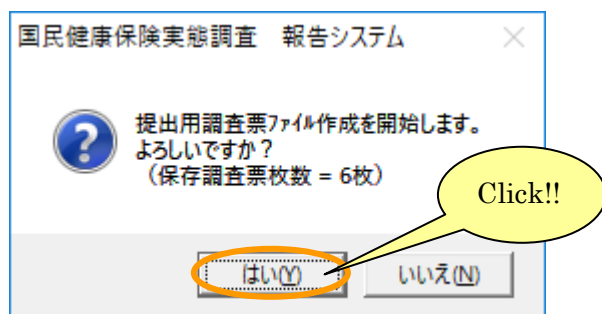 国民健康保険実態調査　報告システム
提出用調査票ﾌｧｲﾙ作成を開始します。
よろしいですか？
（保存調査票枚数 = 6枚）
Click!!
はい(Y)
いいえ(N)